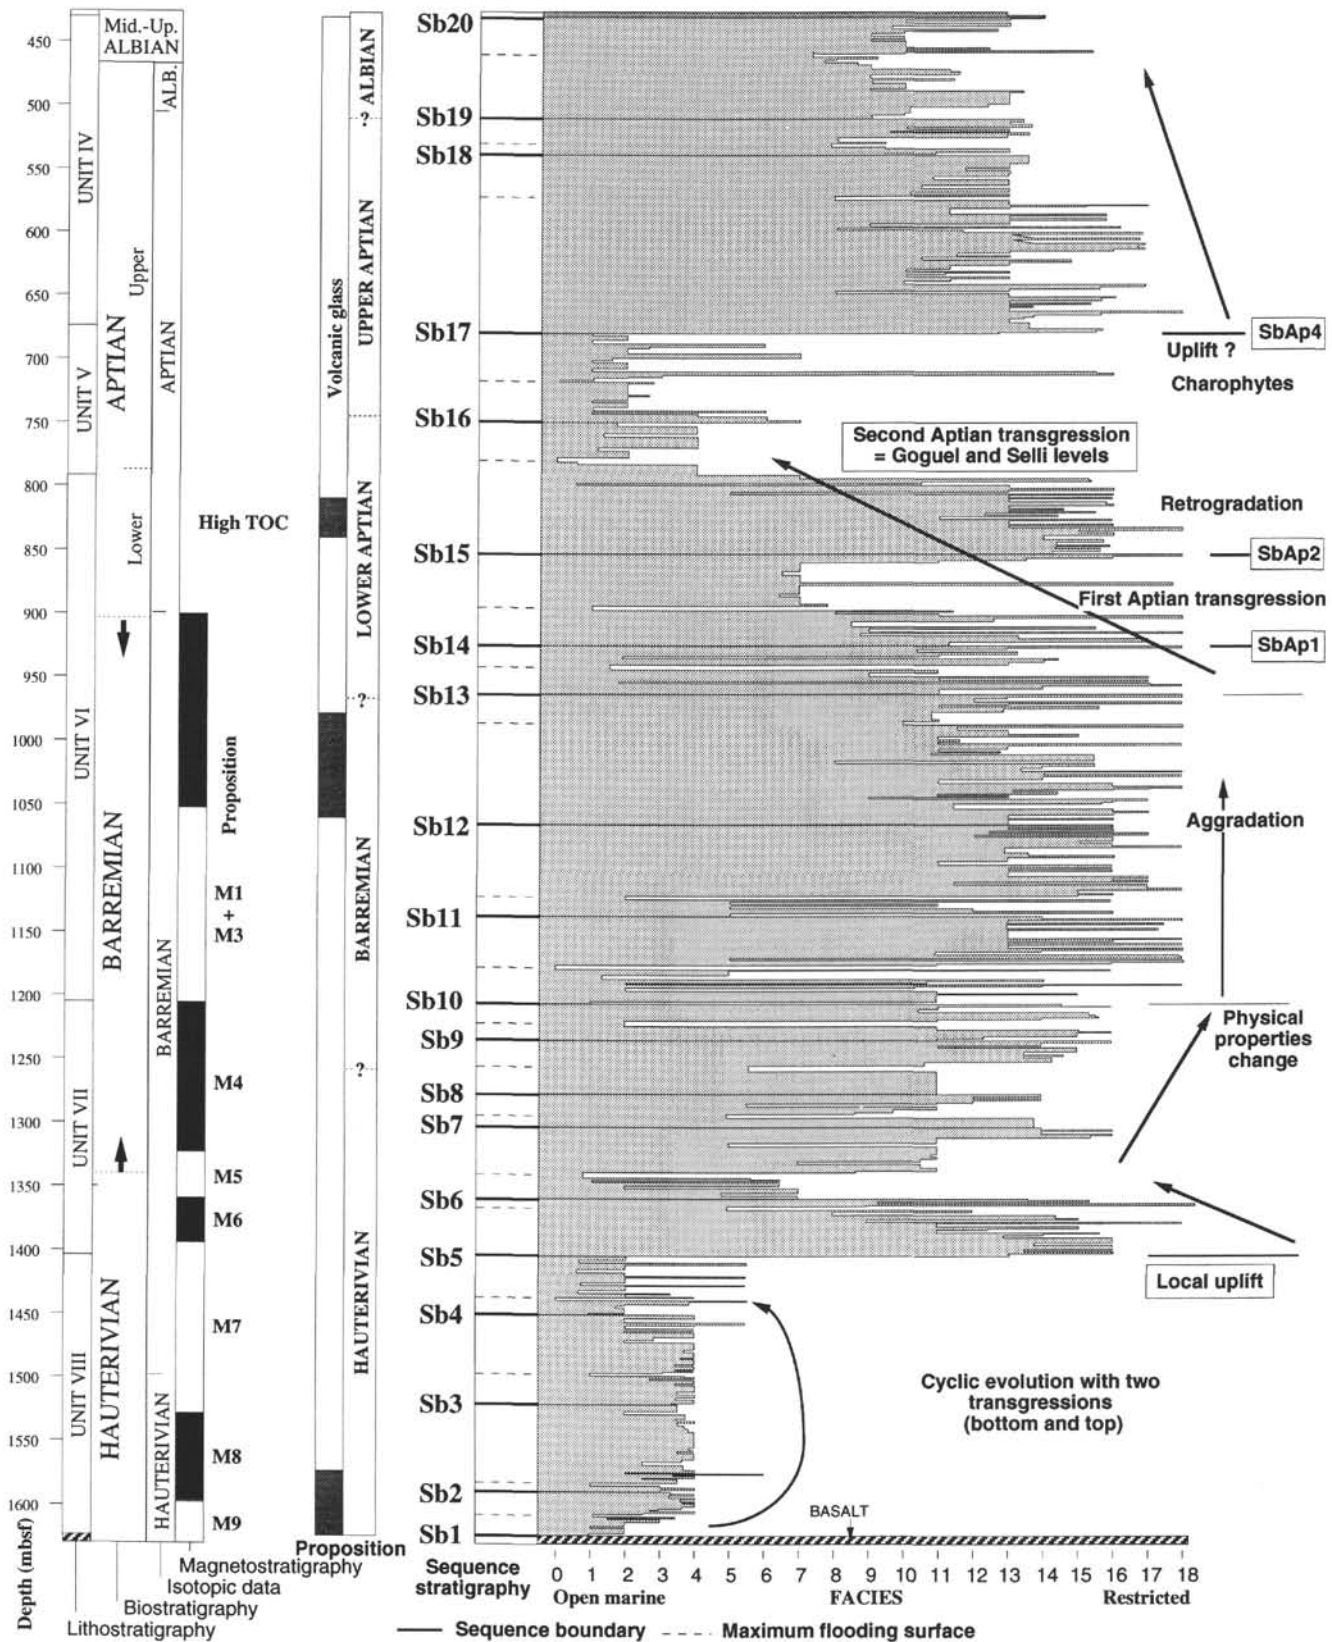 Mid.-Up.
ALBIAN
450
500
550
600
650
700
750
800
850
900
950
1000
1050
1100
1150
1200
1250
1300
1350
1400
1450
1500
1550
1600
Depth (mbsf)
UNIT IV
UNIT V
UNIT VI
UNIT VII
UNIT VIII
APTIAN
Upper
Lower
BARREMIAN
HAUTERIVIAN
ALB.
APTIAN
BARREMIAN
HAUTERIVIAN
High TOC
Proposition
M1
+
M3
M4
M5
M6
M7
M8
M9
Volcanic glass
ALBIAN
?
UPPER APTIAN
LOWER APTIAN
?
BARREMIAN
?
HAUTERIVIAN
Proposition
Magnetostratigraphy
Isotopic data
Biostratigraphy
Lithostratigraphy
Sb20
Sb19
Sb18
Sb17
Sb16
Sb15
Sb14
Sb13
Sb12
Sb11
Sb10
Sb9
Sb8
Sb7
Sb6
Sb5
Sb4
Sb3
Sb2
Sb1
Sequence
stratigraphy
SbAp4
Uplift ?
Charophytes
Second Aptian transgression
= Goguel and Selli levels
Retrogradation
SbAp2
First Aptian transgression
SbAp1
Aggradation
Physical
properties
change
Local uplift
Cyclic evolution with two
transgressions
(bottom and top)
BASALT
0 1 2 3 4 5 6 7 8 9 10 11 12 13 14 15 16 17 18
Open marine FACIES Restricted
Sequence boundary Maximum flooding surface